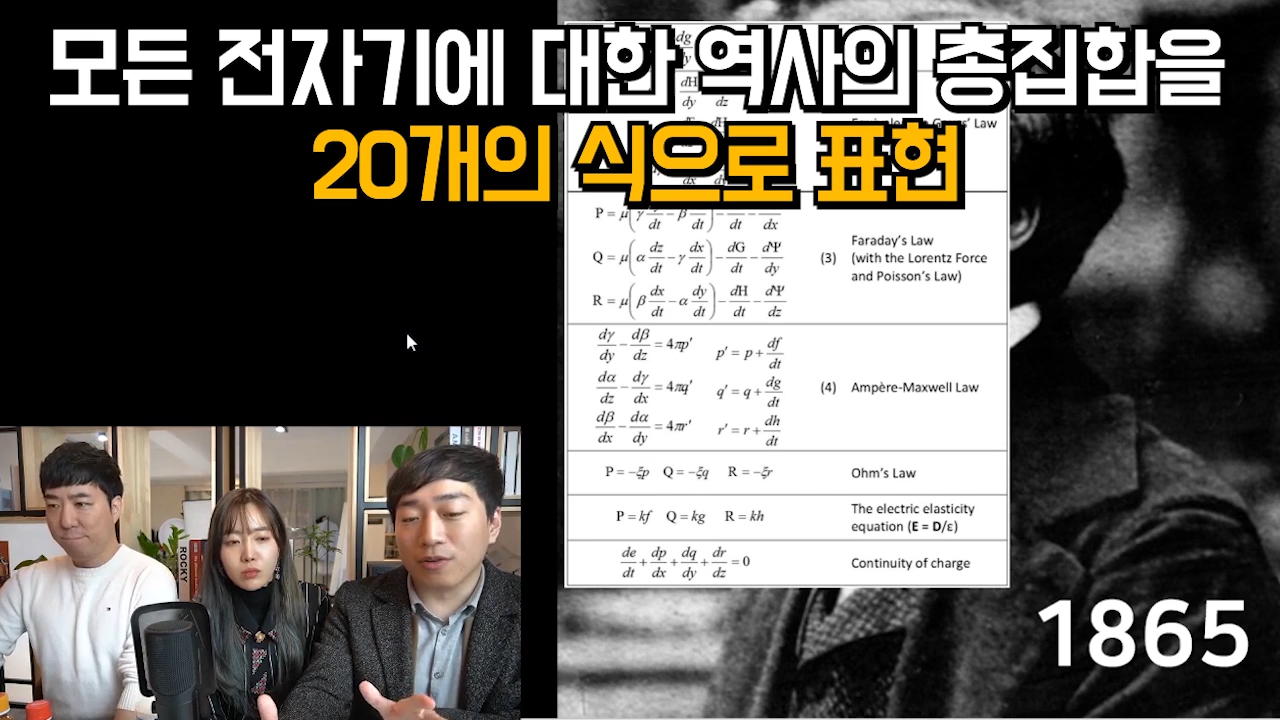 모든 전자기에 대한 역사의 총집합을
20개의 식으로 표현
dy dz
Law
dt dt dt dx
Q = μ(α dz/dt − γ dx/dt) − dG/dt − dΨ/dy
(3) Faraday's Law
(with the Lorentz Force
and Poisson's Law)
R = μ(β dx/dt − α dy/dt) − dH/dt − dΨ/dz
dγ/dy − dβ/dz = 4πp′ p′ = p + df/dt
dα/dz − dγ/dx = 4πq′ q′ = q + dg/dt
(4) Ampère-Maxwell Law
dβ/dx − dα/dy = 4πr′ r′ = r + dh/dt
P = −ξp Q = −ξq R = −ξr Ohm's Law
P = kf Q = kg R = kh
The electric elasticity
equation (E = D/ε)
de/dt + dp/dx + dq/dy + dr/dz = 0 Continuity of charge
1865
ROCKY